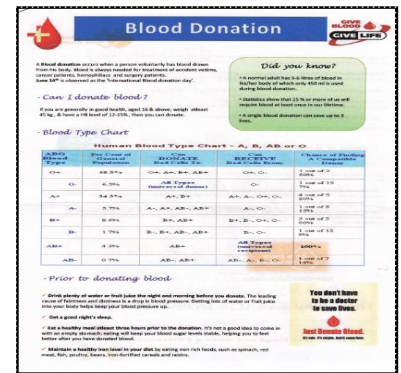 Blood Donation
GIVE
BLOOD
GIVE LIFE
A Blood donation occurs when a person voluntarily has blood drawn
from his body. Blood is always needed for treatment of accident victims,
cancer patients, hemophiliacs and surgery patients.
June 14th is observed as the 'International Blood donation day'.
Did you know?
• A normal adult has 5-6 litres of blood in
his/her body of which only 450 ml is used
during blood donation.
• Statistics show that 25 % or more of us will
require blood at least once in our lifetime.
• A single blood donation can save up to 3
lives.
- Can I donate blood?
If you are generally in good health, aged 16 & above, weigh atleast
45 kg, & have a HB level of 12-15%, then you can donate.
- Blood Type Chart
Human Blood Type Chart - A, B, AB or O
ABO Blood Type
Per Cent of General Population
Can DONATE Red Cells To:
Can RECEIVE Red Cells From:
Chance of Finding A Compatible Donor
O+ 38.5% O+, A+, B+, AB+ O+, O- 1 out of 2
O- 6.5% All Types (universal donor) O- 1 out of 15 7%
A+ 34.3% A+, B+ A+, A-, O+, O- 4 out of 5 80%
A- 5.7% A-, A+, AB-, AB+ A-, O- 1 out of 8
B+ 8.6% B+, AB+ B+, B-, O+, O- 2 out of 3 60%
B- 1.7% B-, B+, AB-, AB+ B-, O- 1 out of 12
AB+ 4.3% AB+ All Types (universal recipient) 100%
AB- 0.7% AB-, AB+ AB-, A-, B-, O- 1 out of 7 14%
- Prior to donating blood
✓ Drink plenty of water or fruit juice the night and morning before you donate. The leading
cause of faintness and dizziness is a drop in blood pressure. Getting lots of water or fruit juice
into your body helps keep your blood pressure up.
✓ Get a good night's sleep.
✓ Eat a healthy meal atleast three hours prior to the donation. It's not a good idea to come in
with an empty stomach; eating will keep your blood sugar levels stable, helping you to feel
better after you have donated blood.
✓ Maintain a healthy iron level in your diet by eating iron rich foods, such as spinach, red
meat, fish, poultry, beans, iron-fortified cereals and raisins.
You don't have
to be a doctor
to save lives.
Just Donate Blood.